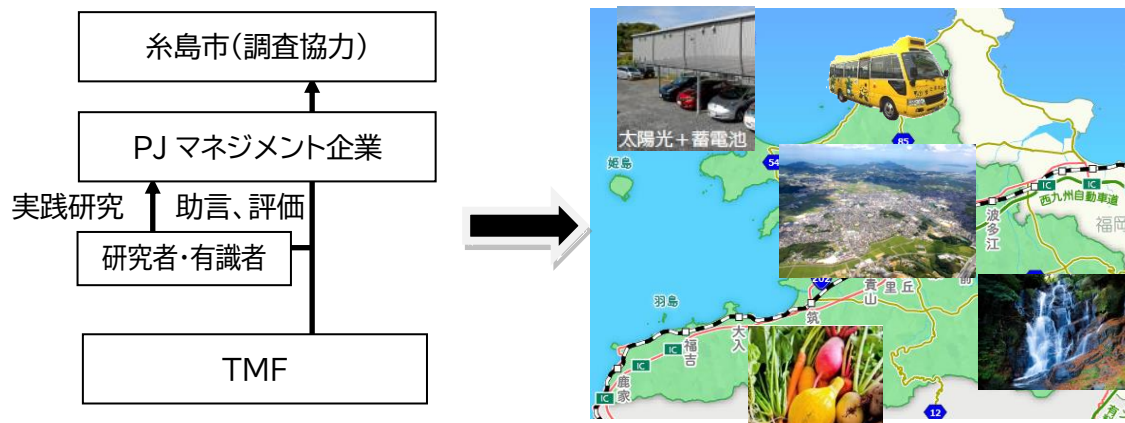 糸島市(調査協力)
PJ マネジメント企業
実践研究
助言、評価
研究者・有識者
TMF
太陽光+蓄電池
姫島
54
85
IC
IC
西九州自動車道
波多江
福岡
202
貴山
里丘
前
羽島
筑
大入
IC
福吉
IC
鹿家
IC
12
有